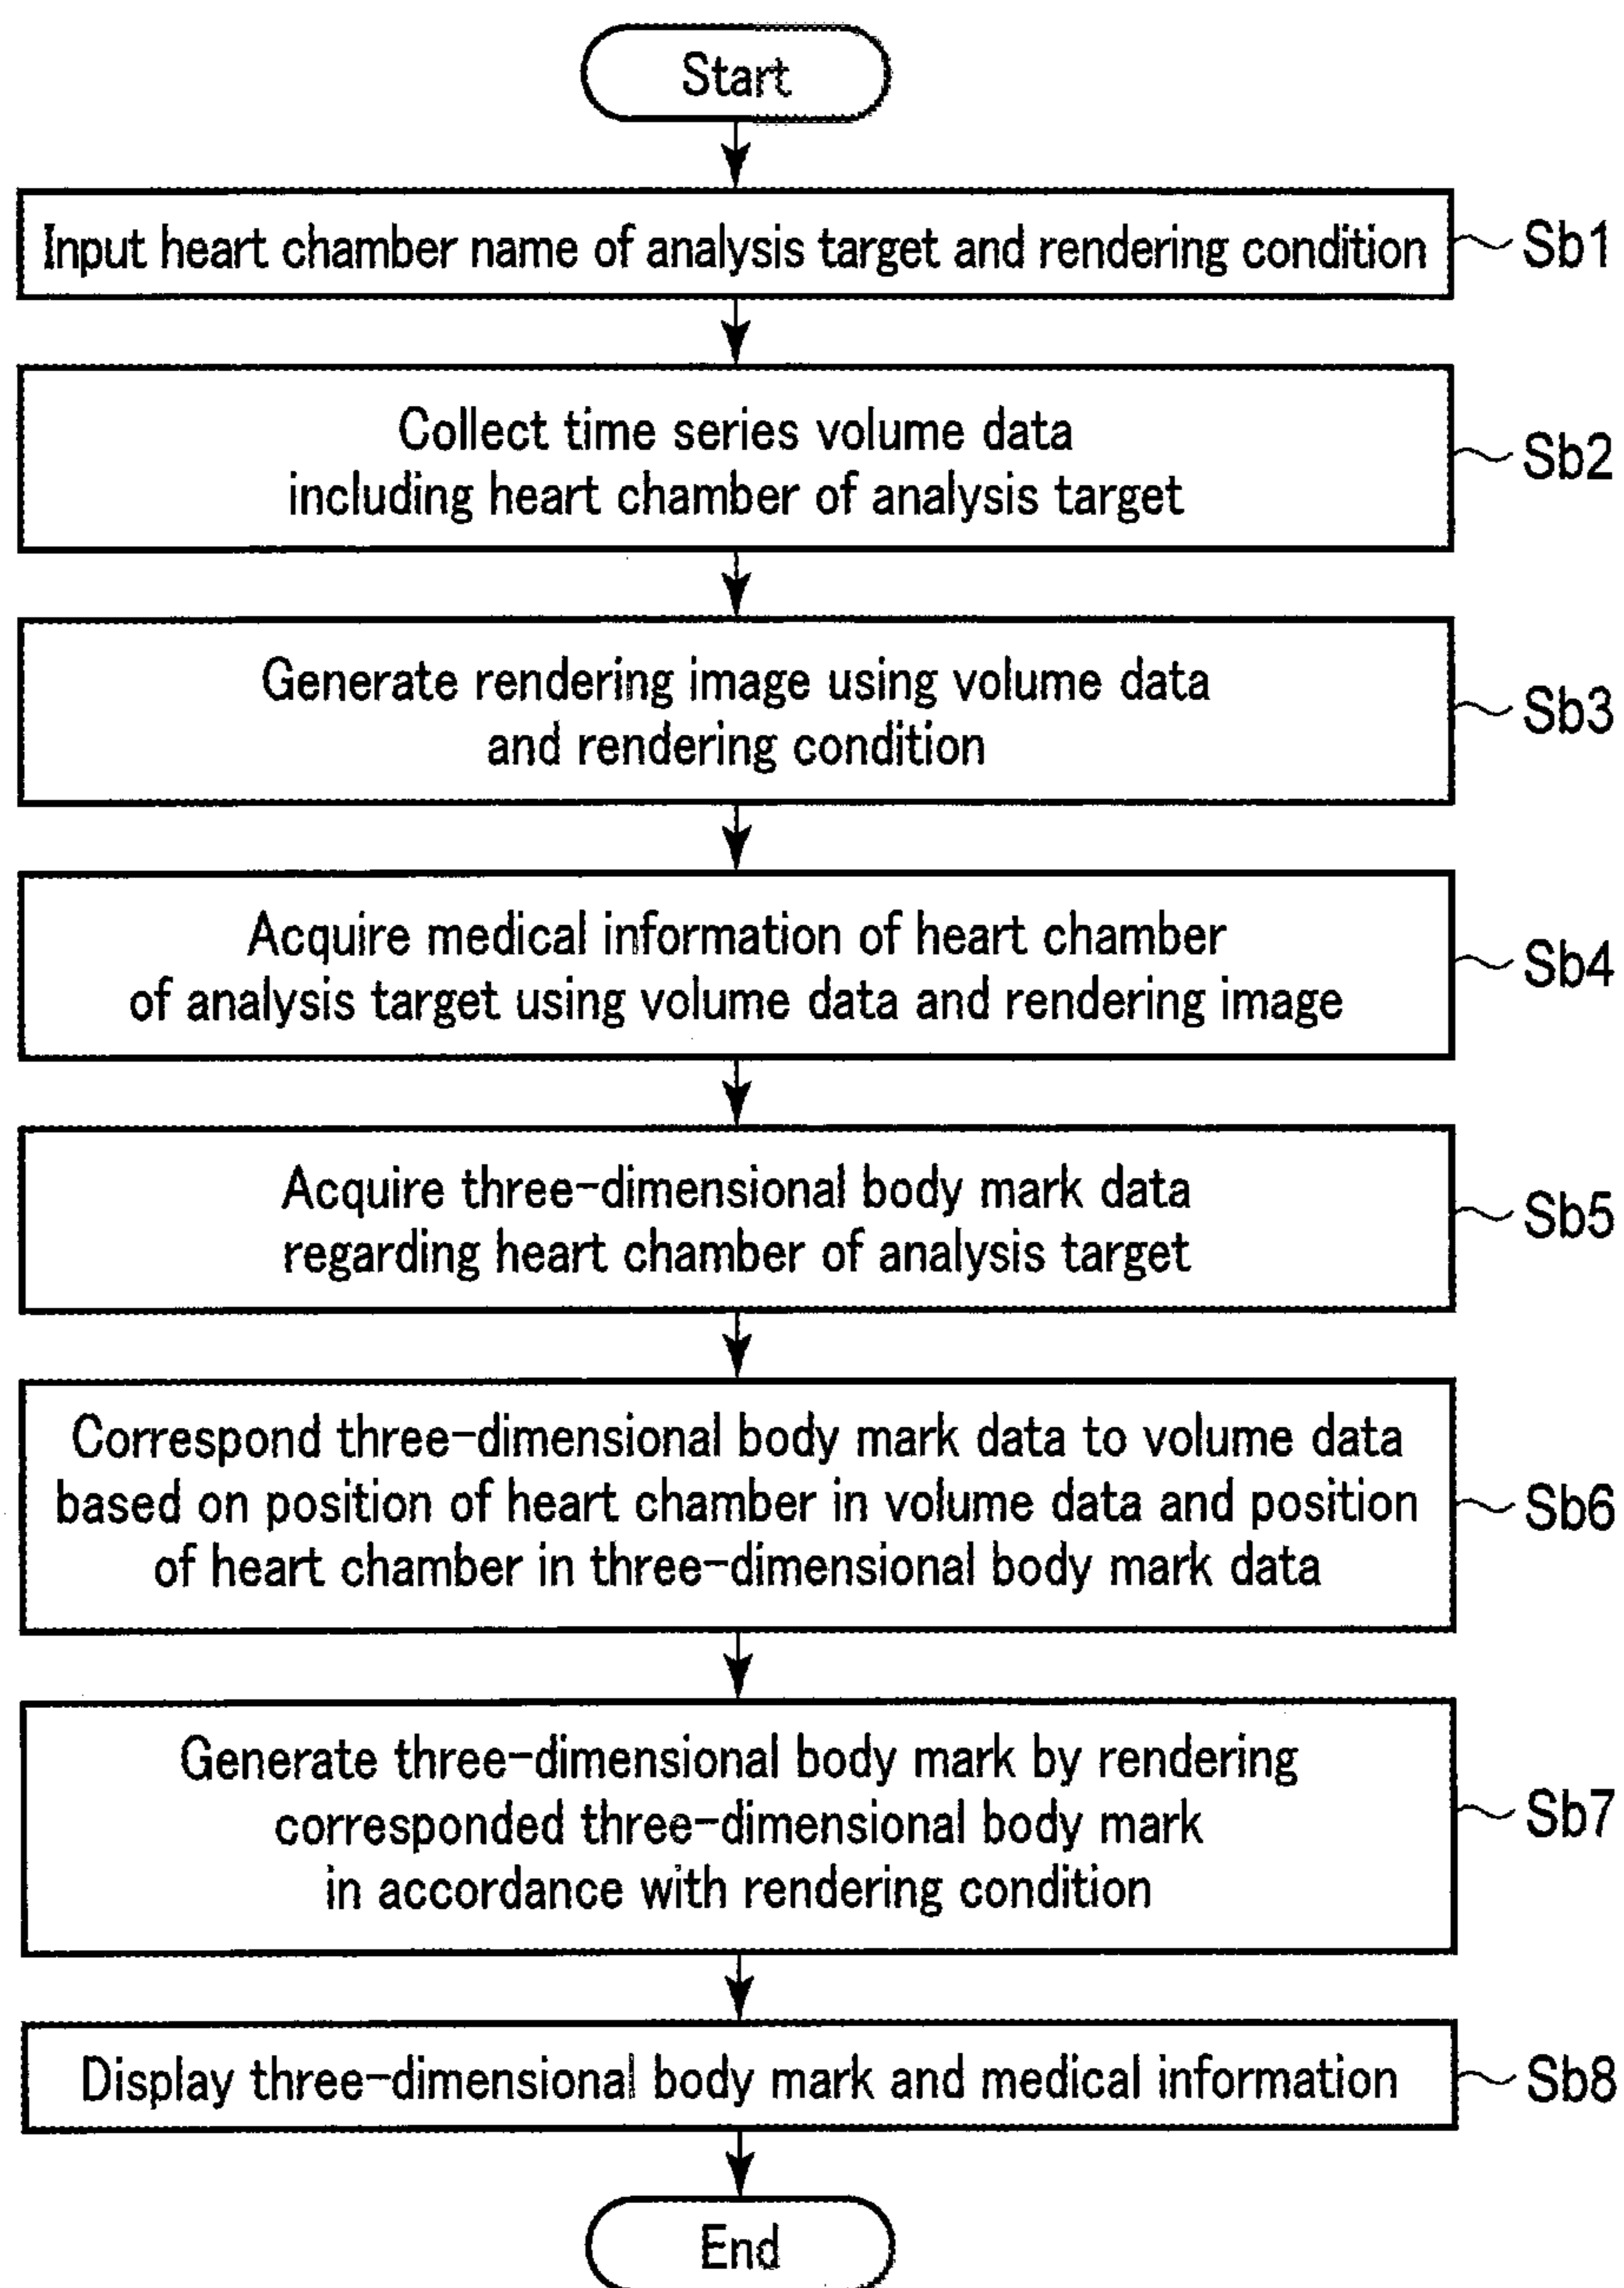 Start
Input heart chamber name of analysis target and rendering condition
Sb1
Collect time series volume data
including heart chamber of analysis target
Sb2
Generate rendering image using volume data
and rendering condition
Sb3
Acquire medical information of heart chamber
of analysis target using volume data and rendering image
Sb4
Acquire three-dimensional body mark data
regarding heart chamber of analysis target
Sb5
Correspond three-dimensional body mark data to volume data
based on position of heart chamber in volume data and position
of heart chamber in three-dimensional body mark data
Sb6
Generate three-dimensional body mark by rendering
corresponded three-dimensional body mark
in accordance with rendering condition
Sb7
Display three-dimensional body mark and medical information
Sb8
End